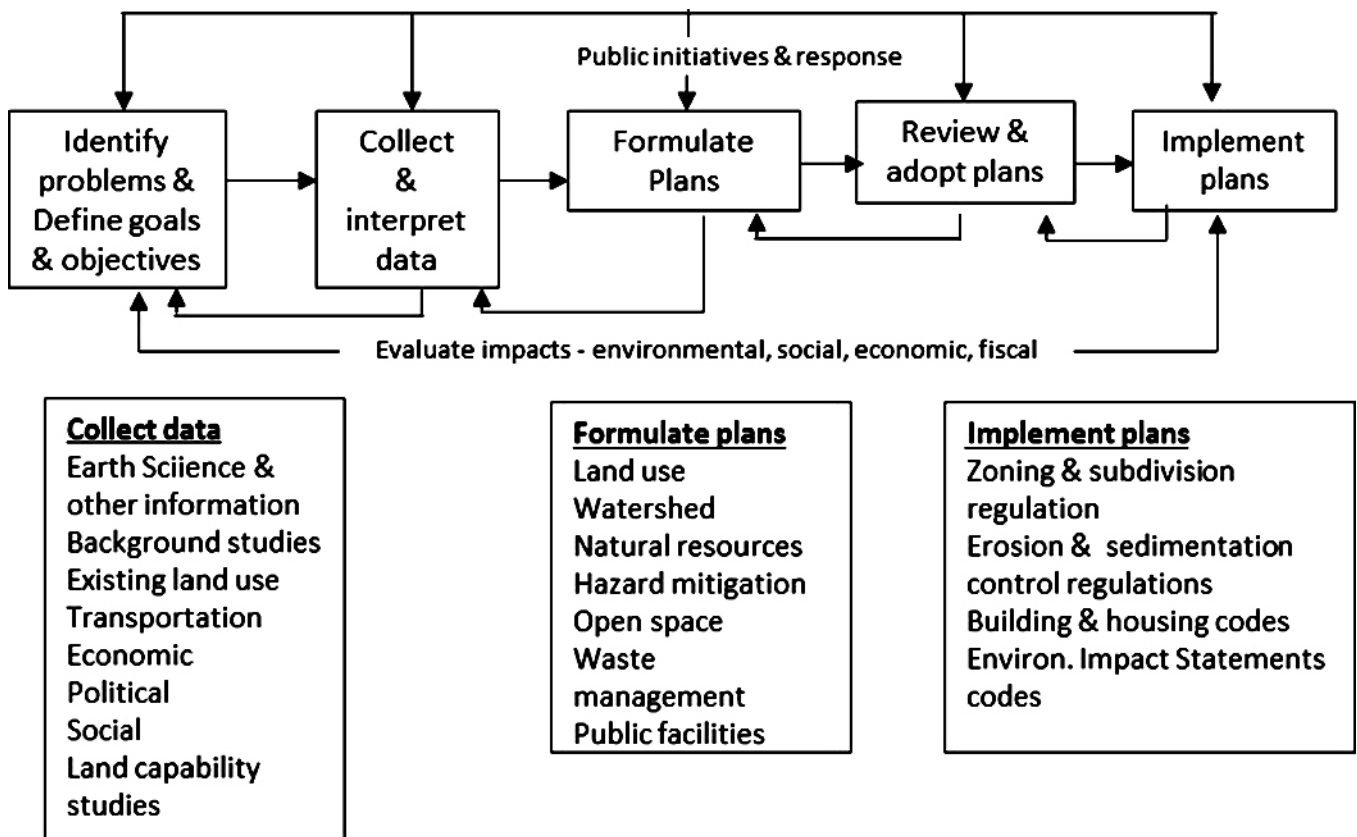 Public initiatives & response
Identify
problems &
Define goals
& objectives
Collect
&
interpret
data
Formulate
Plans
Review &
adopt plans
Implement
plans
Evaluate impacts - environmental, social, economic, fiscal
Collect data
Earth Sciience &
other information
Background studies
Existing land use
Transportation
Economic
Political
Social
Land capability
studies
Formulate plans
Land use
Watershed
Natural resources
Hazard mitigation
Open space
Waste
management
Public facilities
Implement plans
Zoning & subdivision
regulation
Erosion & sedimentation
control regulations
Building & housing codes
Environ. Impact Statements
codes